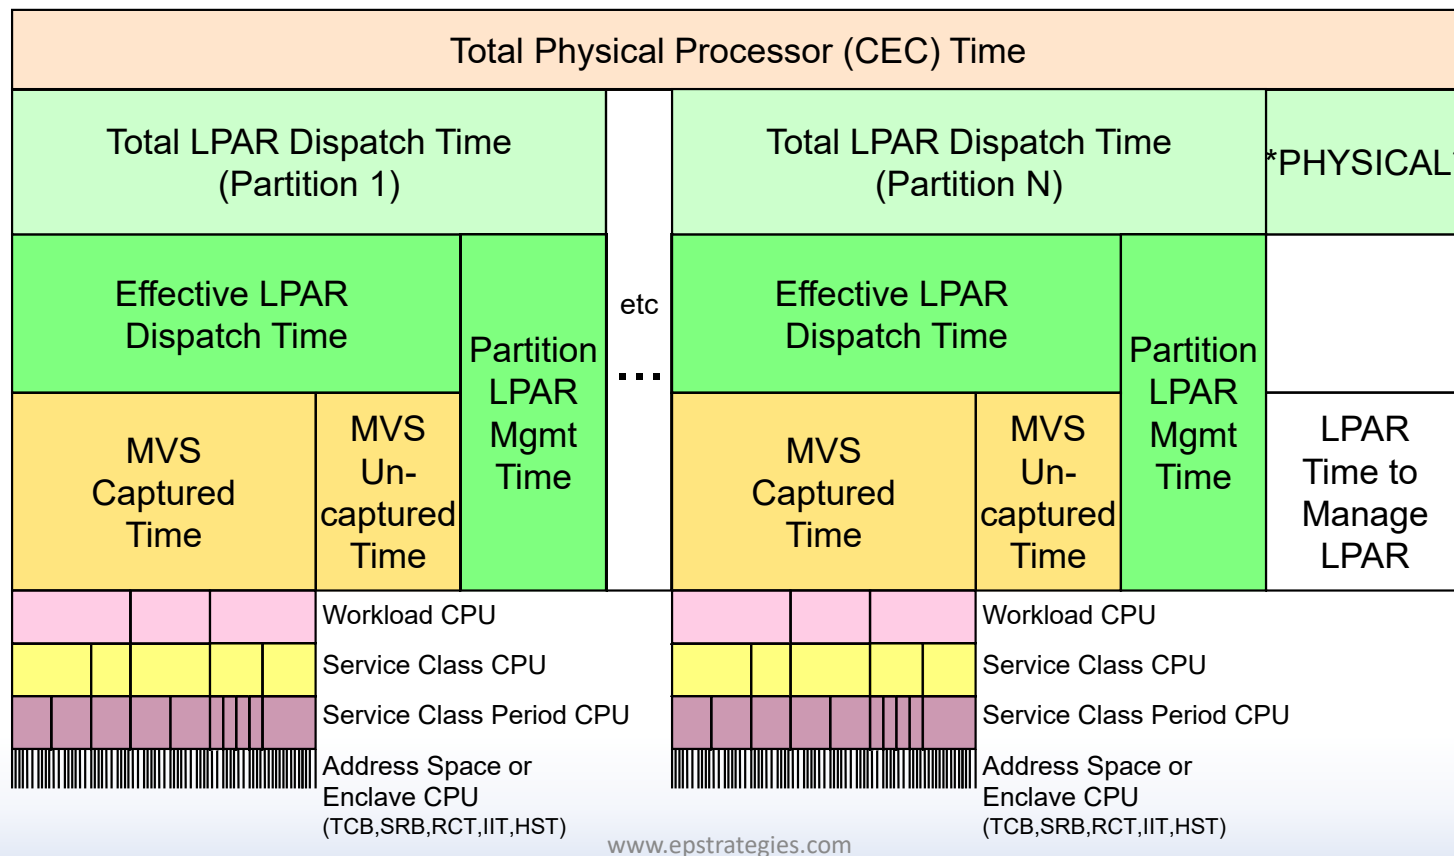 Total Physical Processor (CEC) Time
Total LPAR Dispatch Time
(Partition 1)
Total LPAR Dispatch Time
(Partition N)
*PHYSICAL*
Effective LPAR
Dispatch Time
Partition
LPAR
Mgmt
Time
etc
...
Effective LPAR
Dispatch Time
Partition
LPAR
Mgmt
Time
MVS
Captured
Time
MVS
Un-
captured
Time
MVS
Captured
Time
MVS
Un-
captured
Time
LPAR
Time to
Manage
LPAR
Workload CPU
Service Class CPU
Service Class Period CPU
Address Space or
Enclave CPU
(TCB,SRB,RCT,IIT,HST)
Workload CPU
Service Class CPU
Service Class Period CPU
Address Space or
Enclave CPU
(TCB,SRB,RCT,IIT,HST)
www.epstrategies.com